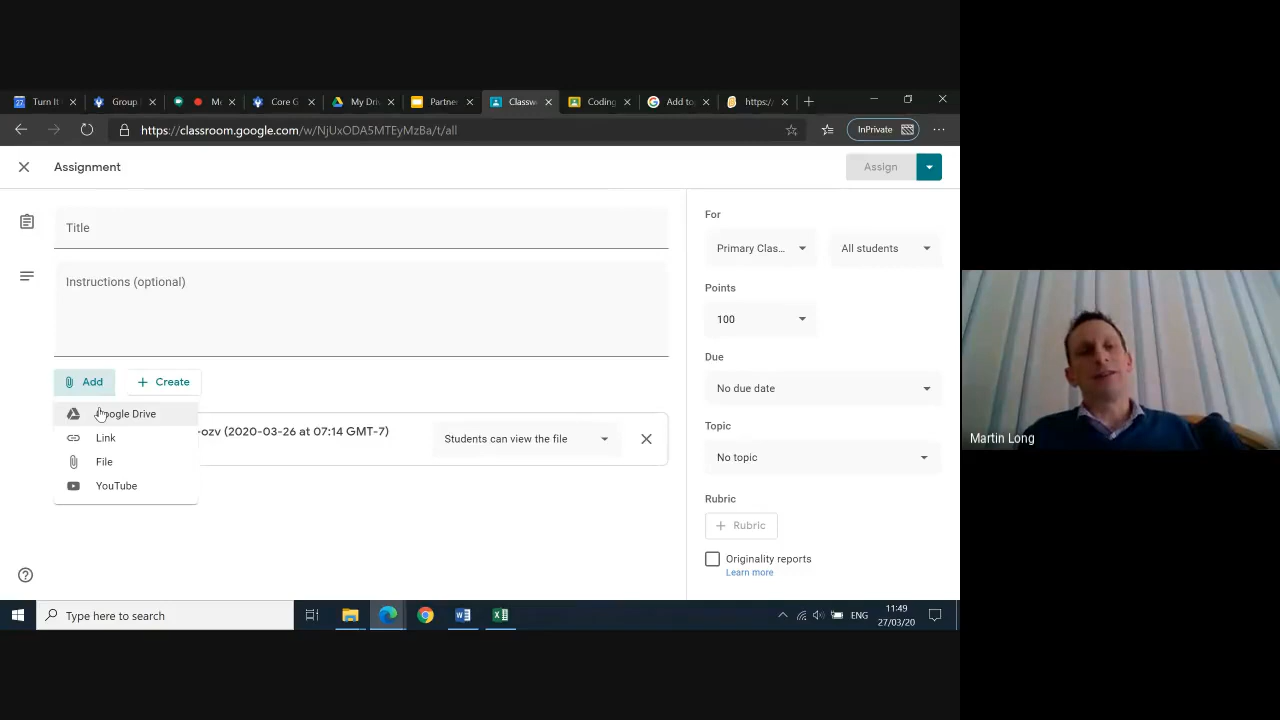 Turn It
Group
Me
Core G
My Driv
Partner
Classw
Coding
Add to
https:/
https://classroom.google.com/w/NjUxODA5MTEyMzBa/t/all
InPrivate
Assignment
Assign
Title
Instructions (optional)
Add
Create
Google Drive
Link
File
YouTube
-ozv (2020-03-26 at 07:14 GMT-7)
Students can view the file
For
Primary Clas...
All students
Points
100
Due
No due date
Topic
No topic
Rubric
+ Rubric
Originality reports
Learn more
Martin Long
Type here to search
ENG
11:49
27/03/20